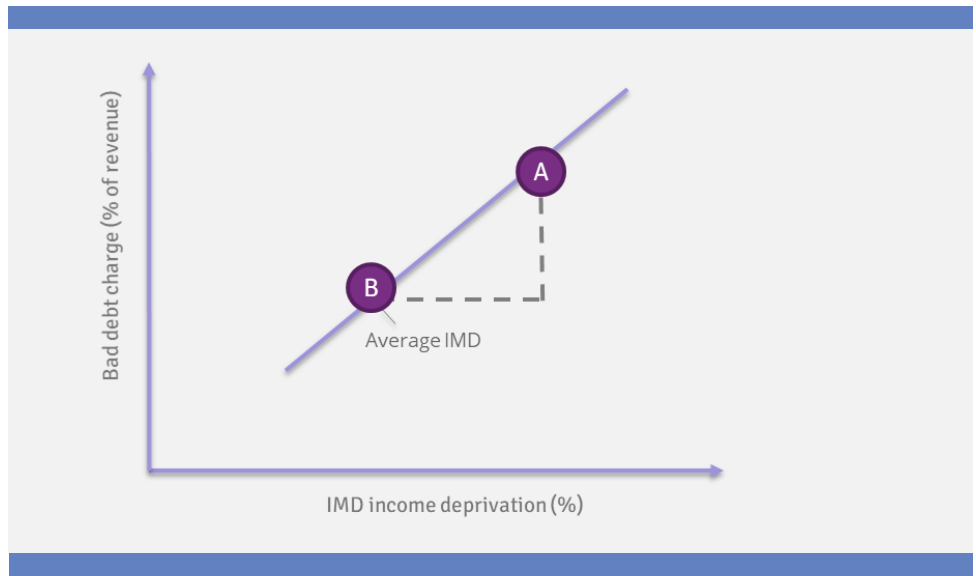 Bad debt charge (% of revenue)
A
B
Average IMD
IMD income deprivation (%)